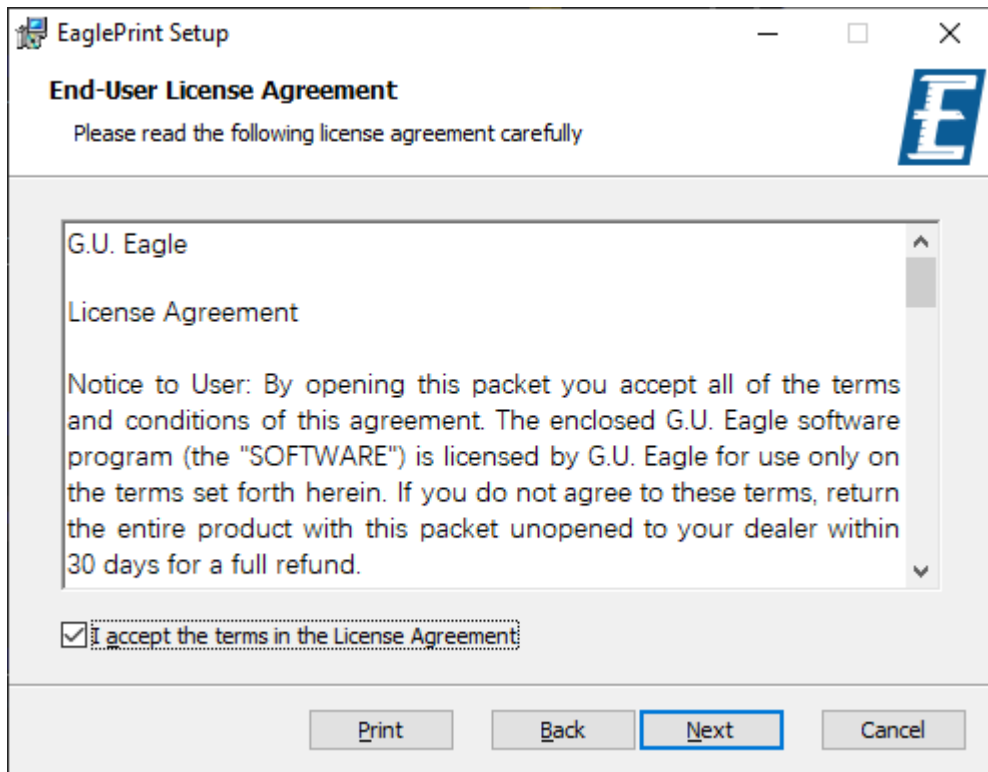 EaglePrint Setup
End-User License Agreement
Please read the following license agreement carefully
E
G.U. Eagle
License Agreement
Notice to User: By opening this packet you accept all of the terms
and conditions of this agreement. The enclosed G.U. Eagle software
program (the "SOFTWARE") is licensed by G.U. Eagle for use only on
the terms set forth herein. If you do not agree to these terms, return
the entire product with this packet unopened to your dealer within
30 days for a full refund.
I accept the terms in the License Agreement
Print Back Next Cancel